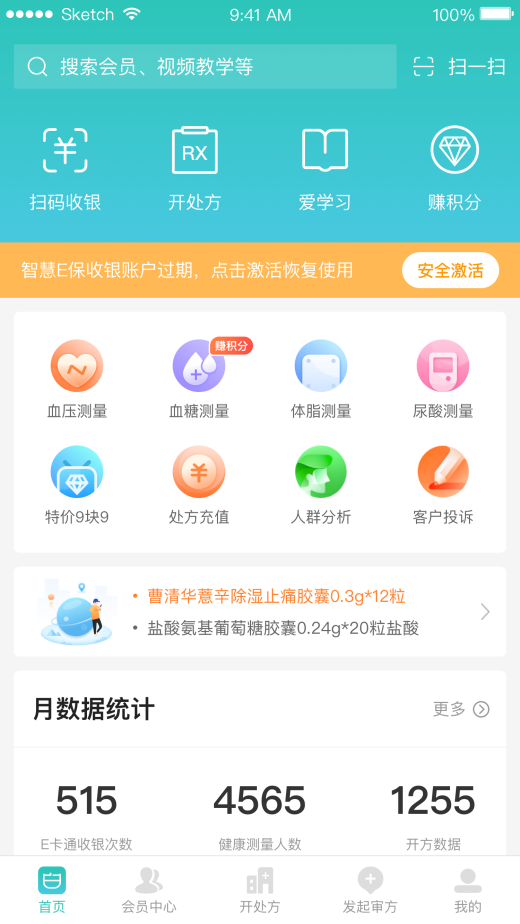 Sketch 9:41 AM 100%
搜索会员、视频教学等 扫一扫
RX
扫码收银 开处方 爱学习 赚积分
智慧E保收银账户过期，点击激活恢复使用 安全激活
赚积分
血压测量 血糖测量 体脂测量 尿酸测量
特价9块9 处方充值 人群分析 客户投诉
• 曹清华薏辛除湿止痛胶囊0.3g*12粒
• 盐酸氨基葡萄糖胶囊0.24g*20粒盐酸
月数据统计 更多
515 4565 1255
E卡通收银次数 健康测量人数 开方数据
首页 会员中心 开处方 发起审方 我的